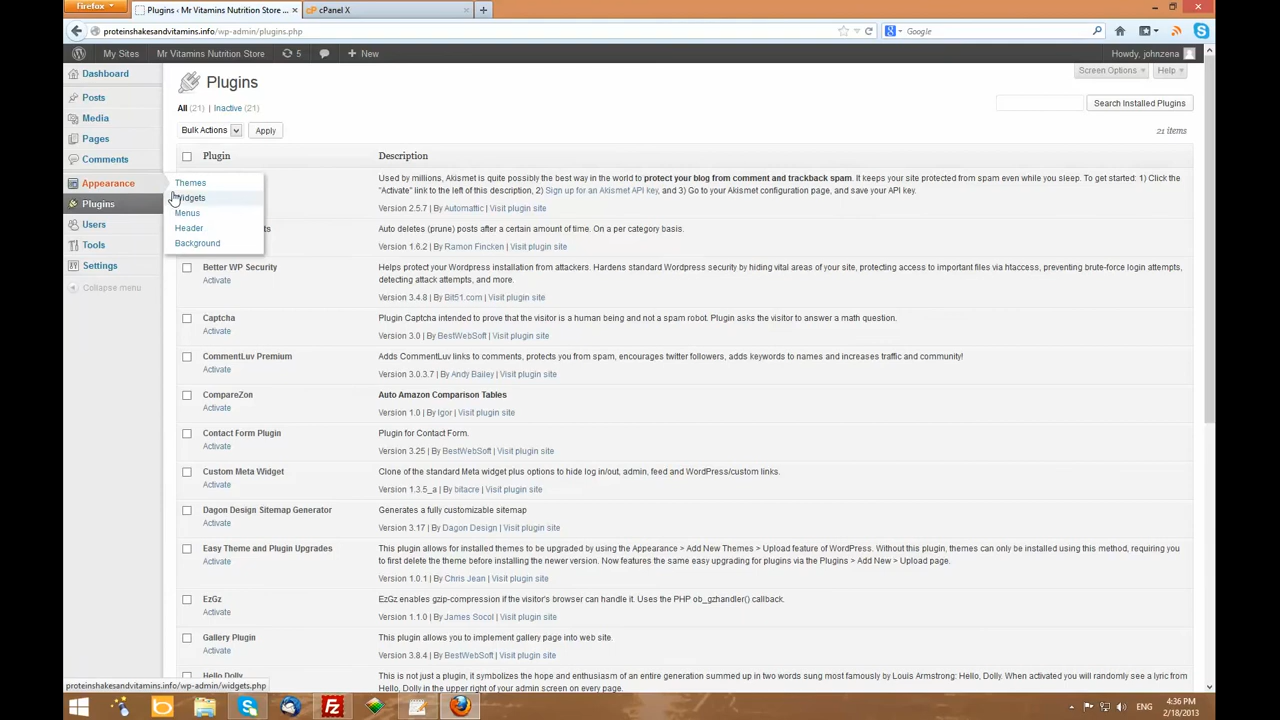 Firefox
Plugins ‹ Mr Vitamins Nutrition Store ...
cPanel X
proteinshakesandvitamins.info/wp-admin/plugins.php
Google
My Sites
Mr Vitamins Nutrition Store
5
+ New
Howdy, johnzena
Dashboard
Posts
Media
Pages
Comments
Appearance
Plugins
Users
Tools
Settings
Collapse menu
Themes
Widgets
Menus
Header
Background
Plugins
Screen Options
Help
All (21) | Inactive (21)
Search Installed Plugins
Bulk Actions
Apply
21 items
Plugin
Description
Used by millions, Akismet is quite possibly the best way in the world to protect your blog from comment and trackback spam. It keeps your site protected from spam even while you sleep. To get started: 1) Click
the "Activate" link to the left of this description, 2) Sign up for an Akismet API key, and 3) Go to your Akismet configuration page, and save your API key.
Version 2.5.7 | By Automattic | Visit plugin site
Auto deletes (prune) posts after a certain amount of time. On a per category basis.
Version 1.6.2 | By Ramon Fincken | Visit plugin site
Better WP Security
Activate
Helps protect your Wordpress installation from attackers. Hardens standard Wordpress security by hiding vital areas of your site, protecting access to important files via htaccess, preventing brute-force login attempts,
detecting attack attempts, and more.
Version 3.4.8 | By Bit51.com | Visit plugin site
Captcha
Activate
Plugin Captcha intended to prove that the visitor is a human being and not a spam robot. Plugin asks the visitor to answer a math question.
Version 3.0 | By BestWebSoft | Visit plugin site
CommentLuv Premium
Activate
Adds CommentLuv links to comments, protects you from spam, encourages twitter followers, adds keywords to names and increases traffic and community!
Version 3.0.3.7 | By Andy Bailey | Visit plugin site
CompareZon
Activate
Auto Amazon Comparison Tables
Version 1.0 | By Igor | Visit plugin site
Contact Form Plugin
Activate
Plugin for Contact Form.
Version 3.25 | By BestWebSoft | Visit plugin site
Custom Meta Widget
Activate
Clone of the standard Meta widget plus options to hide log in/out, admin, feed and WordPress/custom links.
Version 1.3.5_a | By bitacre | Visit plugin site
Dagon Design Sitemap Generator
Activate
Generates a fully customizable sitemap
Version 3.17 | By Dagon Design | Visit plugin site
Easy Theme and Plugin Upgrades
Activate
This plugin allows for installed themes to be upgraded by using the Appearance > Add New Themes > Upload feature of WordPress. Without this plugin, themes can only be installed using this method, requiring you
to first delete the theme before installing the newer version. Now features the same easy upgrading for plugins via the Plugins > Add New > Upload page.
Version 1.0.1 | By Chris Jean | Visit plugin site
EzGz
Activate
EzGz enables gzip-compression if the visitor's browser can handle it. Uses the PHP ob_gzhandler() callback.
Version 1.1.0 | By James Socol | Visit plugin site
Gallery Plugin
Activate
This plugin allows you to implement gallery page into web site.
Version 3.8.4 | By BestWebSoft | Visit plugin site
Hello Dolly
This is not just a plugin, it symbolizes the hope and enthusiasm of an entire generation summed up in two words sung most famously by Louis Armstrong: Hello, Dolly. When activated you will randomly see a lyric from
Hello, Dolly in the upper right of your admin screen on every page.
proteinshakesandvitamins.info/wp-admin/widgets.php
ENG
4:36 PM
2/18/2013